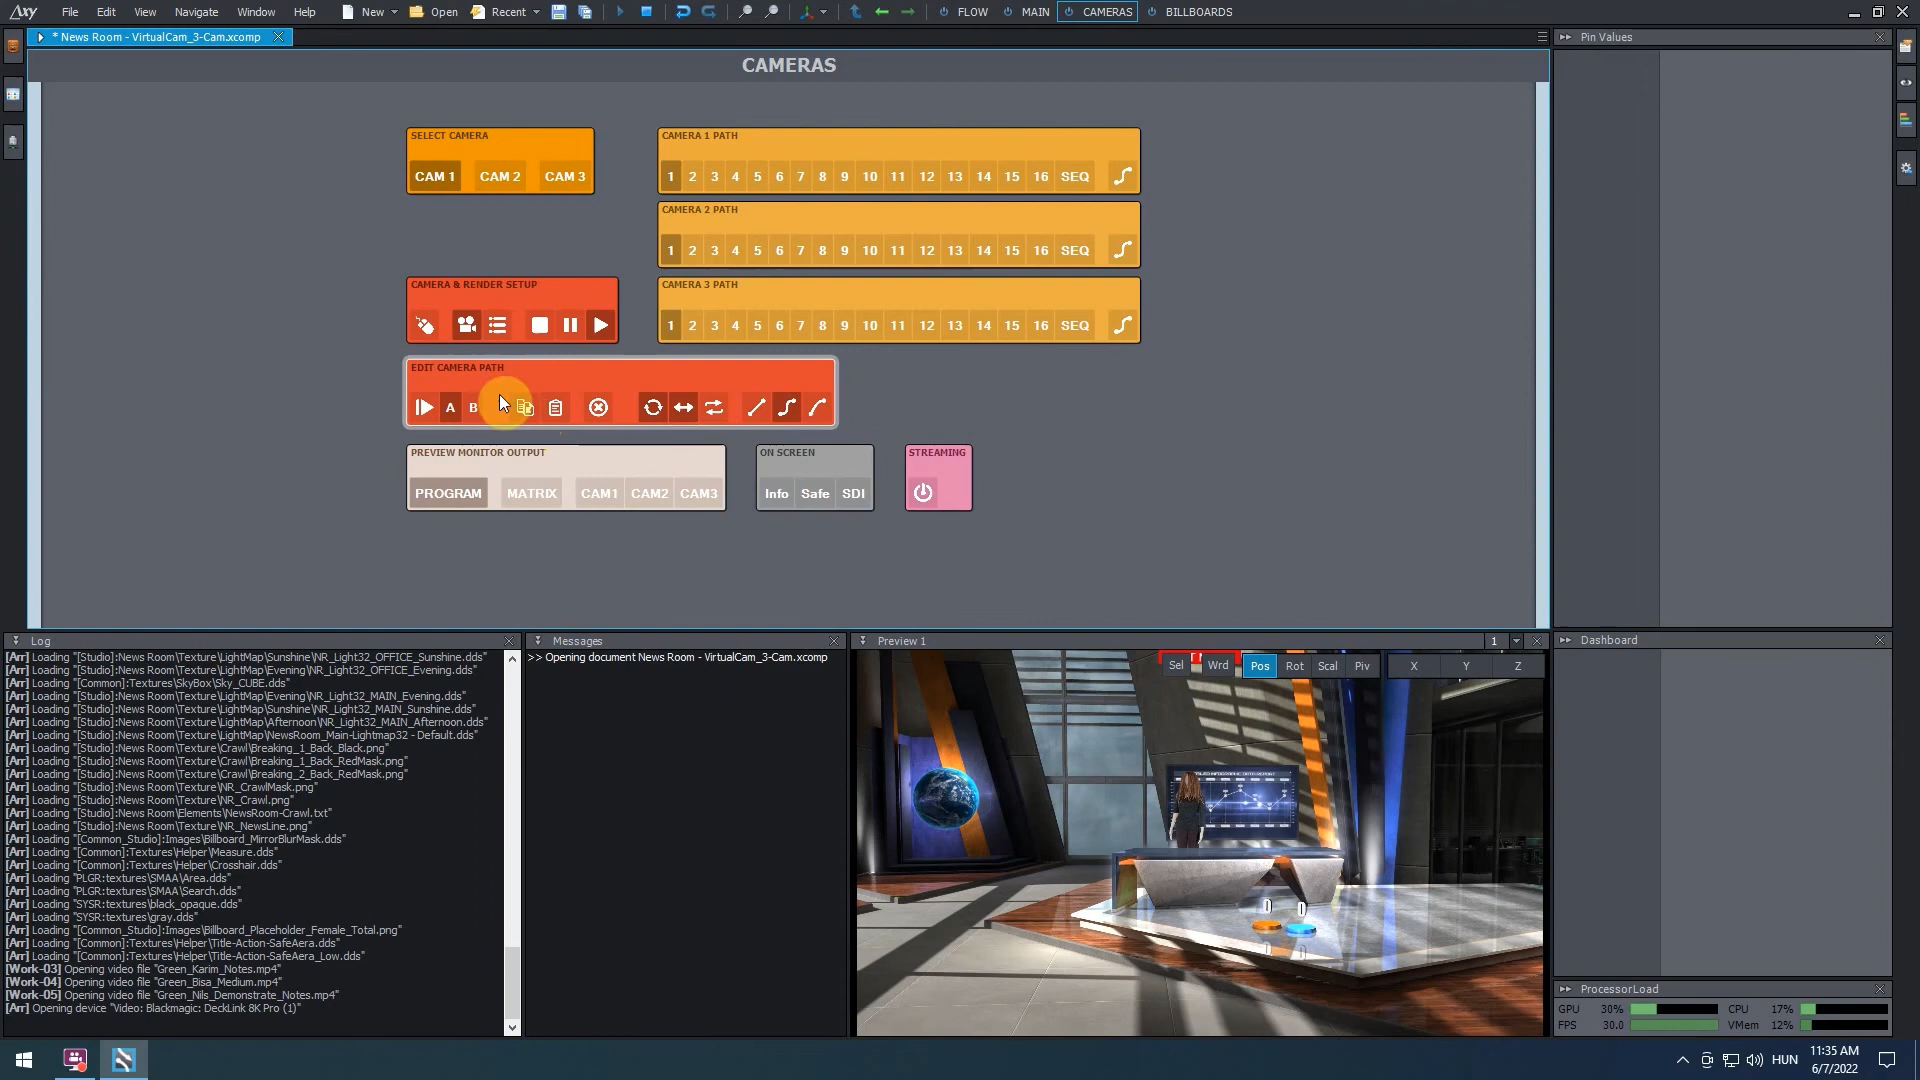 Axy File Edit View Navigate Window Help New Open Recent FLOW MAIN CAMERAS BILLBOARDS
* News Room - VirtualCam_3-Cam.xcomp
Pin Values
CAMERAS
SELECT CAMERA
CAM 1 CAM 2 CAM 3
CAMERA 1 PATH
1 2 3 4 5 6 7 8 9 10 11 12 13 14 15 16 SEQ
CAMERA 2 PATH
1 2 3 4 5 6 7 8 9 10 11 12 13 14 15 16 SEQ
CAMERA & RENDER SETUP
CAMERA 3 PATH
1 2 3 4 5 6 7 8 9 10 11 12 13 14 15 16 SEQ
EDIT CAMERA PATH
A B
PREVIEW MONITOR OUTPUT
PROGRAM MATRIX CAM1 CAM2 CAM3
ON SCREEN
Info Safe SDI
STREAMING
Log
[Arr] Loading "[Studio]:News Room\Texture\LightMap\Sunshine\NR_Light32_OFFICE_Sunshine.dds"
[Arr] Loading "[Studio]:News Room\Texture\LightMap\Evening\NR_Light32_OFFICE_Evening.dds"
[Arr] Loading "[Common]:Textures\SkyBox\Sky_CUBE.dds"
[Arr] Loading "[Studio]:News Room\Texture\LightMap\Evening\NR_Light32_MAIN_Evening.dds"
[Arr] Loading "[Studio]:News Room\Texture\LightMap\Sunshine\NR_Light32_MAIN_Sunshine.dds"
[Arr] Loading "[Studio]:News Room\Texture\LightMap\Afternoon\NR_Light32_MAIN_Afternoon.dds"
[Arr] Loading "[Studio]:News Room\Texture\LightMap\NewsRoom_Main-Lightmap32 - Default.dds"
[Arr] Loading "[Studio]:News Room\Texture\Crawl\Breaking_1_Back_Black.png"
[Arr] Loading "[Studio]:News Room\Texture\Crawl\Breaking_1_Back_RedMask.png"
[Arr] Loading "[Studio]:News Room\Texture\Crawl\Breaking_2_Back_RedMask.png"
[Arr] Loading "[Studio]:News Room\Texture\NR_CrawlMask.png"
[Arr] Loading "[Studio]:News Room\Texture\NR_Crawl.png"
[Arr] Loading "[Studio]:News Room\Elements\NewsRoom-Crawl.txt"
[Arr] Loading "[Studio]:News Room\Texture\NR_NewsLine.png"
[Arr] Loading "[Common_Studio]:Images\Billboard_MirrorBlurMask.dds"
[Arr] Loading "[Common]:Textures\Helper\Measure.dds"
[Arr] Loading "[Common]:Textures\Helper\Crosshair.dds"
[Arr] Loading "PLGR:textures\SMAA\Area.dds"
[Arr] Loading "PLGR:textures\SMAA\Search.dds"
[Arr] Loading "SYSR:textures\black_opaque.dds"
[Arr] Loading "SYSR:textures\gray.dds"
[Arr] Loading "[Common_Studio]:Images\Billboard_Placeholder_Female_Total.png"
[Arr] Loading "[Common]:Textures\Helper\Title-Action-SafeAera.dds"
[Arr] Loading "[Common]:Textures\Helper\Title-Action-SafeAera_Low.dds"
[Work-03] Opening video file "Green_Karim_Notes.mp4"
[Work-04] Opening video file "Green_Bisa_Medium.mp4"
[Work-05] Opening video file "Green_Nils_Demonstrate_Notes.mp4"
[Arr] Opening device "Video: Blackmagic: DeckLink 8K Pro (1)"
Messages
>> Opening document News Room - VirtualCam_3-Cam.xcomp
Preview 1
1
Sel Wrd Pos Rot Scal Piv X Y Z
Dashboard
ProcessorLoad
GPU 30% CPU 17%
FPS 30.0 VMem 12%
HUN
11:35 AM
6/7/2022